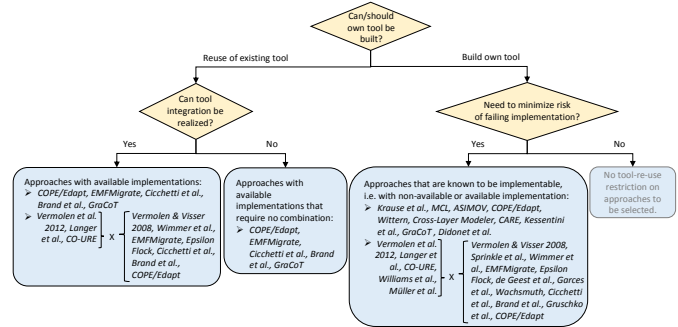 Can/should
own tool be
built?
Reuse of existing tool
Build own tool
Can tool
integration be
realized?
Need to minimize risk
of failing implementation?
Yes
No
Yes
No
Approaches with available implementations:
➢ COPE/Edapt, EMFMigrate, Cicchetti et al.,
Brand et al., GraCoT
➢ Vermolen et al.
2012, Langer
et al., CO-URE
x
Vermolen & Visser
2008, Wimmer et al.,
EMFMigrate, Epsilon
Flock, Cicchetti et al.,
Brand et al.,
COPE/Edapt
Approaches with
available
implementations that
require no combination:
➢ COPE/Edapt,
EMFMigrate,
Cicchetti et al., Brand
et al., GraCoT
Approaches that are known to be implementable,
i.e. with non-available or available implementation:
➢ Krause et al., MCL, ASIMOV, COPE/Edapt,
Wittern, Cross-Layer Modeler, CARE, Kessentini
et al., GraCoT , Didonet et al.
➢ Vermolen et al.
2012, Langer et
al., CO-URE,
Williams et al.,
Müller et al.
x
Vermolen & Visser 2008,
Sprinkle et al., Wimmer et
al., EMFMigrate, Epsilon
Flock, de Geest et al., Garces
et al., Wachsmuth, Cicchetti
et al., Brand et al., Gruschko
et al., COPE/Edapt
No tool-re-use
restriction on
approaches to
be selected.